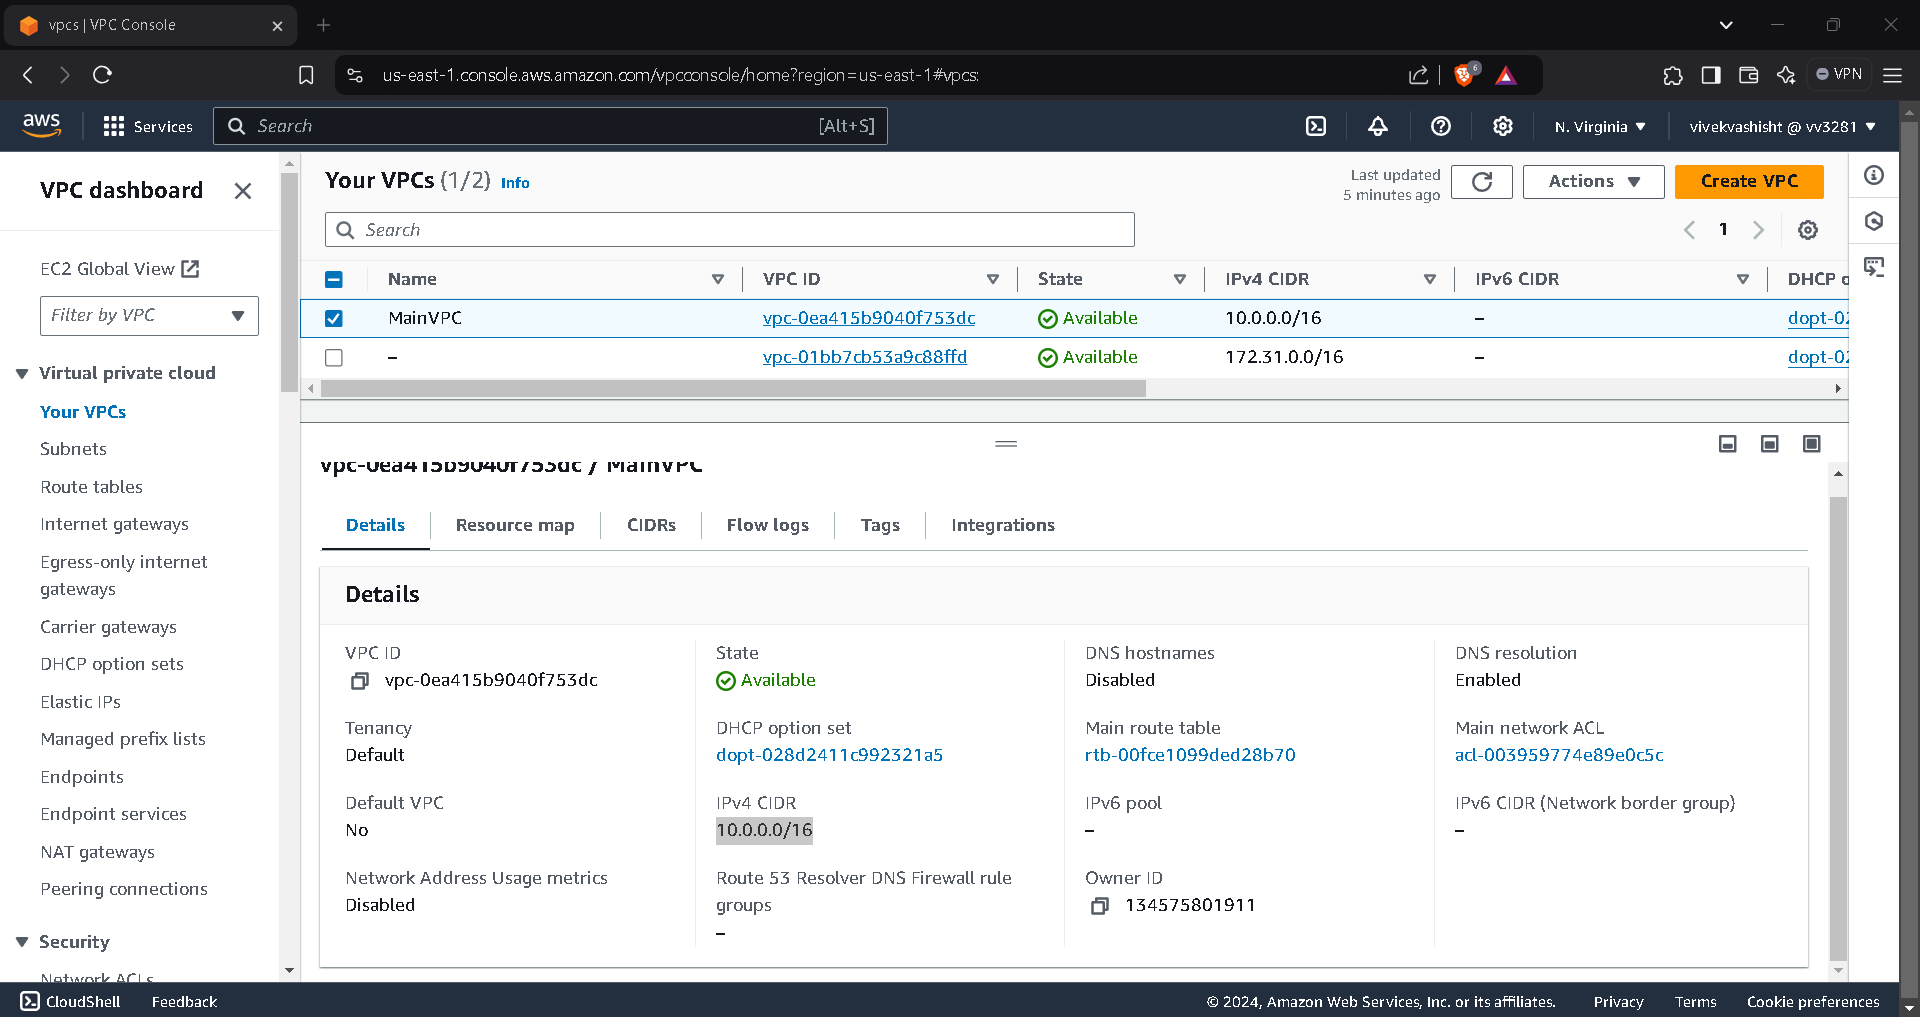 vpcs | VPC Console
us-east-1.console.aws.amazon.com/vpcconsole/home?region=us-east-1#vpcs:
6
VPN
aws
Services
Search
[Alt+S]
N. Virginia
vivekvashisht @ vv3281
VPC dashboard
EC2 Global View
Filter by VPC
Virtual private cloud
Your VPCs
Subnets
Route tables
Internet gateways
Egress-only internet
gateways
Carrier gateways
DHCP option sets
Elastic IPs
Managed prefix lists
Endpoints
Endpoint services
NAT gateways
Peering connections
Security
Network ACLs
Your VPCs (1/2) Info
Last updated
5 minutes ago
Actions
Create VPC
Search
1
Name VPC ID State IPv4 CIDR IPv6 CIDR DHCP o
MainVPC vpc-0ea415b9040f753dc Available 10.0.0.0/16 – dopt-02
– vpc-01bb7cb53a9c88ffd Available 172.31.0.0/16 – dopt-02
vpc-0ea415b9040f753dc / MainVPC
Details Resource map CIDRs Flow logs Tags Integrations
Details
VPC ID
vpc-0ea415b9040f753dc
State
Available
DNS hostnames
Disabled
DNS resolution
Enabled
Tenancy
Default
DHCP option set
dopt-028d2411c992321a5
Main route table
rtb-00fce1099ded28b70
Main network ACL
acl-003959774e89e0c5c
Default VPC
No
IPv4 CIDR
10.0.0.0/16
IPv6 pool
–
IPv6 CIDR (Network border group)
–
Network Address Usage metrics
Disabled
Route 53 Resolver DNS Firewall rule
groups
–
Owner ID
134575801911
CloudShell
Feedback
© 2024, Amazon Web Services, Inc. or its affiliates.
Privacy
Terms
Cookie preferences